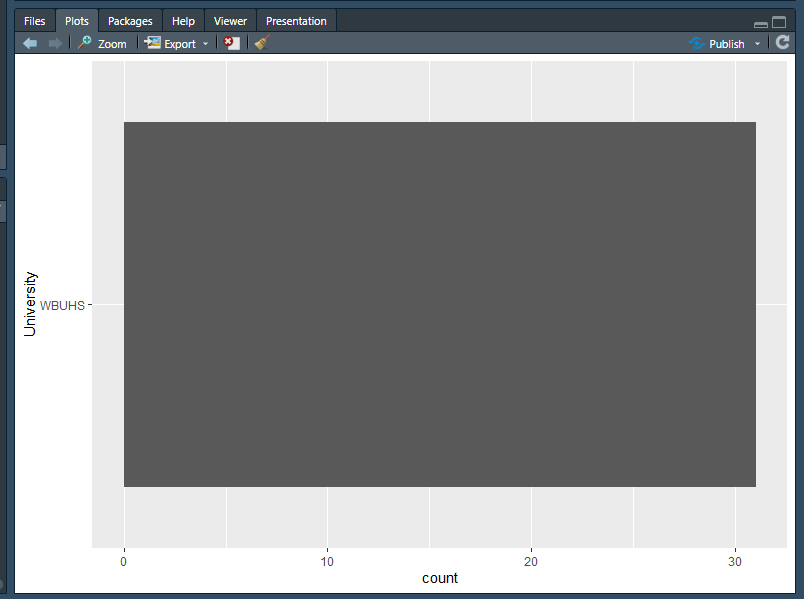 Files Plots Packages Help Viewer Presentation
Zoom Export Publish
University
WBUHS
0 10 20 30
count